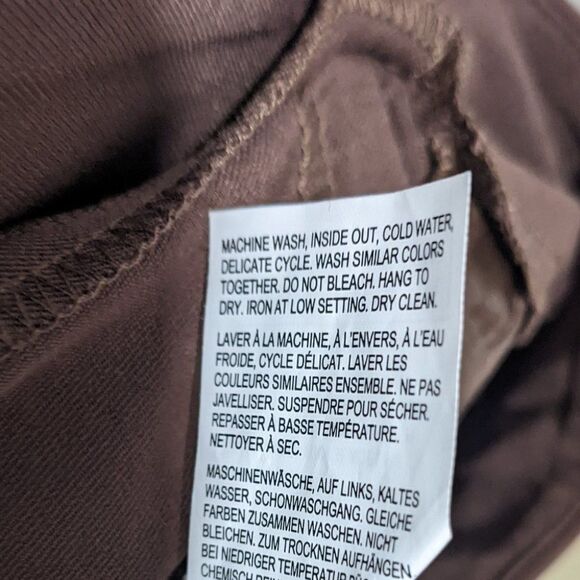 MACHINE WASH, INSIDE OUT, COLD WATER,
DELICATE CYCLE. WASH SIMILAR COLORS
TOGETHER. DO NOT BLEACH. HANG TO
DRY. IRON AT LOW SETTING. DRY CLEAN.
LAVER À LA MACHINE, À L'ENVERS, À L'EAU
FROIDE, CYCLE DÉLICAT. LAVER LES
COULEURS SIMILAIRES ENSEMBLE. NE PAS
JAVELLISER. SUSPENDRE POUR SÉCHER.
REPASSER À BASSE TEMPÉRATURE.
NETTOYER À SEC.
MASCHINENWÄSCHE, AUF LINKS, KALTES
WASSER, SCHONWASCHGANG. GLEICHE
FARBEN ZUSAMMEN WASCHEN. NICHT
BLEICHEN. ZUM TROCKNEN AUFHÄNGEN
BEI NIEDRIGER TEMPERATUR
CHEMISCH